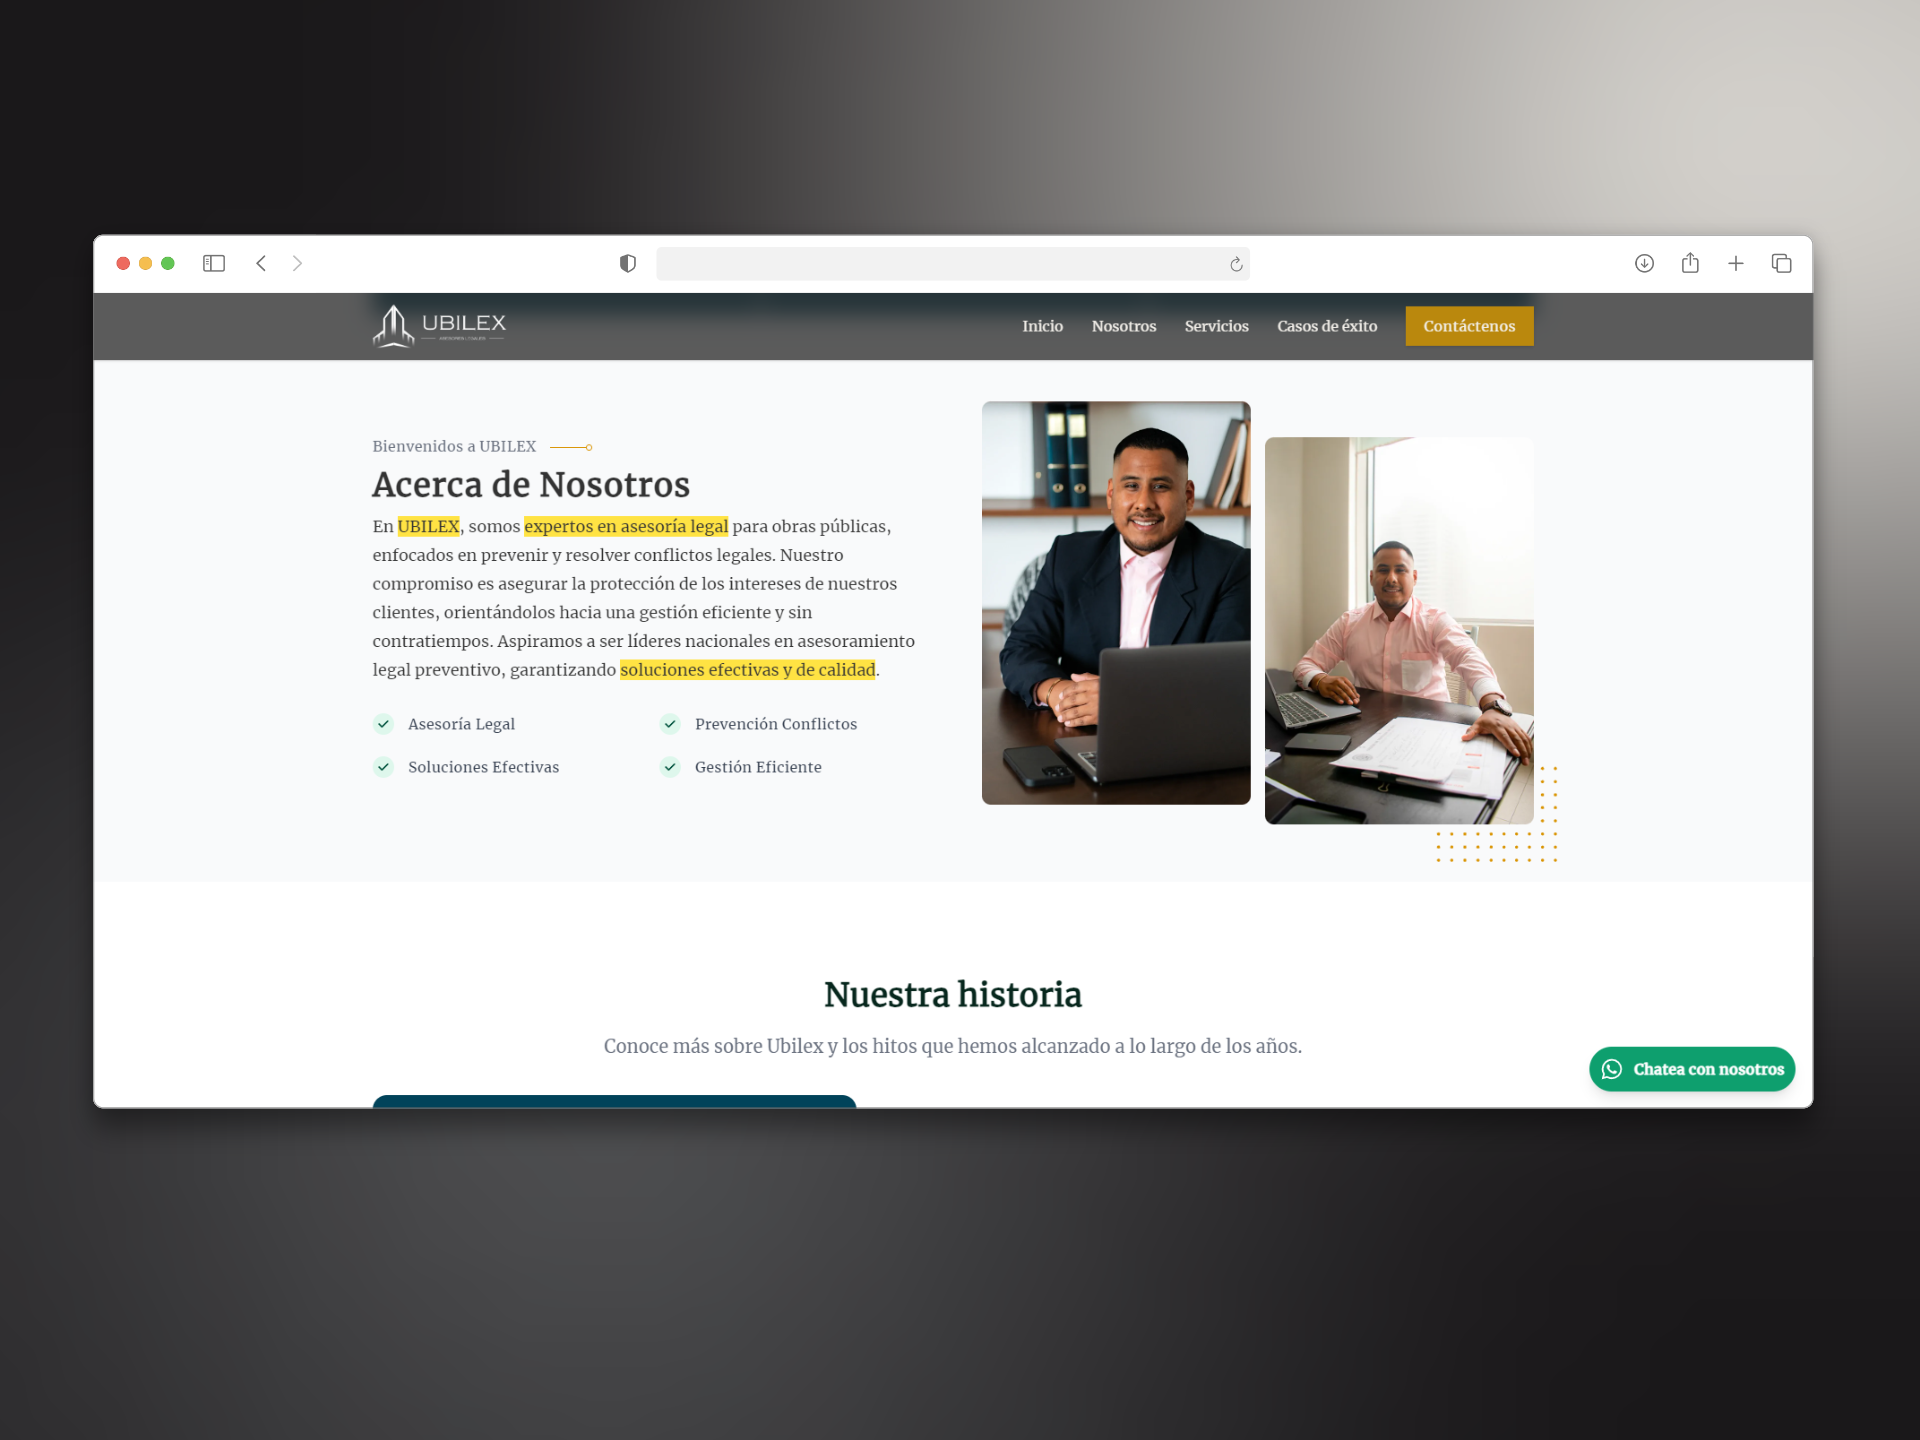 UBILEX
Inicio
Nosotros
Servicios
Casos de éxito
Contáctenos
Bienvenidos a UBILEX
Acerca de Nosotros
En UBILEX, somos expertos en asesoría legal para obras públicas,
enfocados en prevenir y resolver conflictos legales. Nuestro
compromiso es asegurar la protección de los intereses de nuestros
clientes, orientándolos hacia una gestión eficiente y sin
contratiempos. Aspiramos a ser líderes nacionales en asesoramiento
legal preventivo, garantizando soluciones efectivas y de calidad.
Asesoría Legal
Prevención Conflictos
Soluciones Efectivas
Gestión Eficiente
Nuestra historia
Conoce más sobre Ubilex y los hitos que hemos alcanzado a lo largo de los años.
Chatea con nosotros